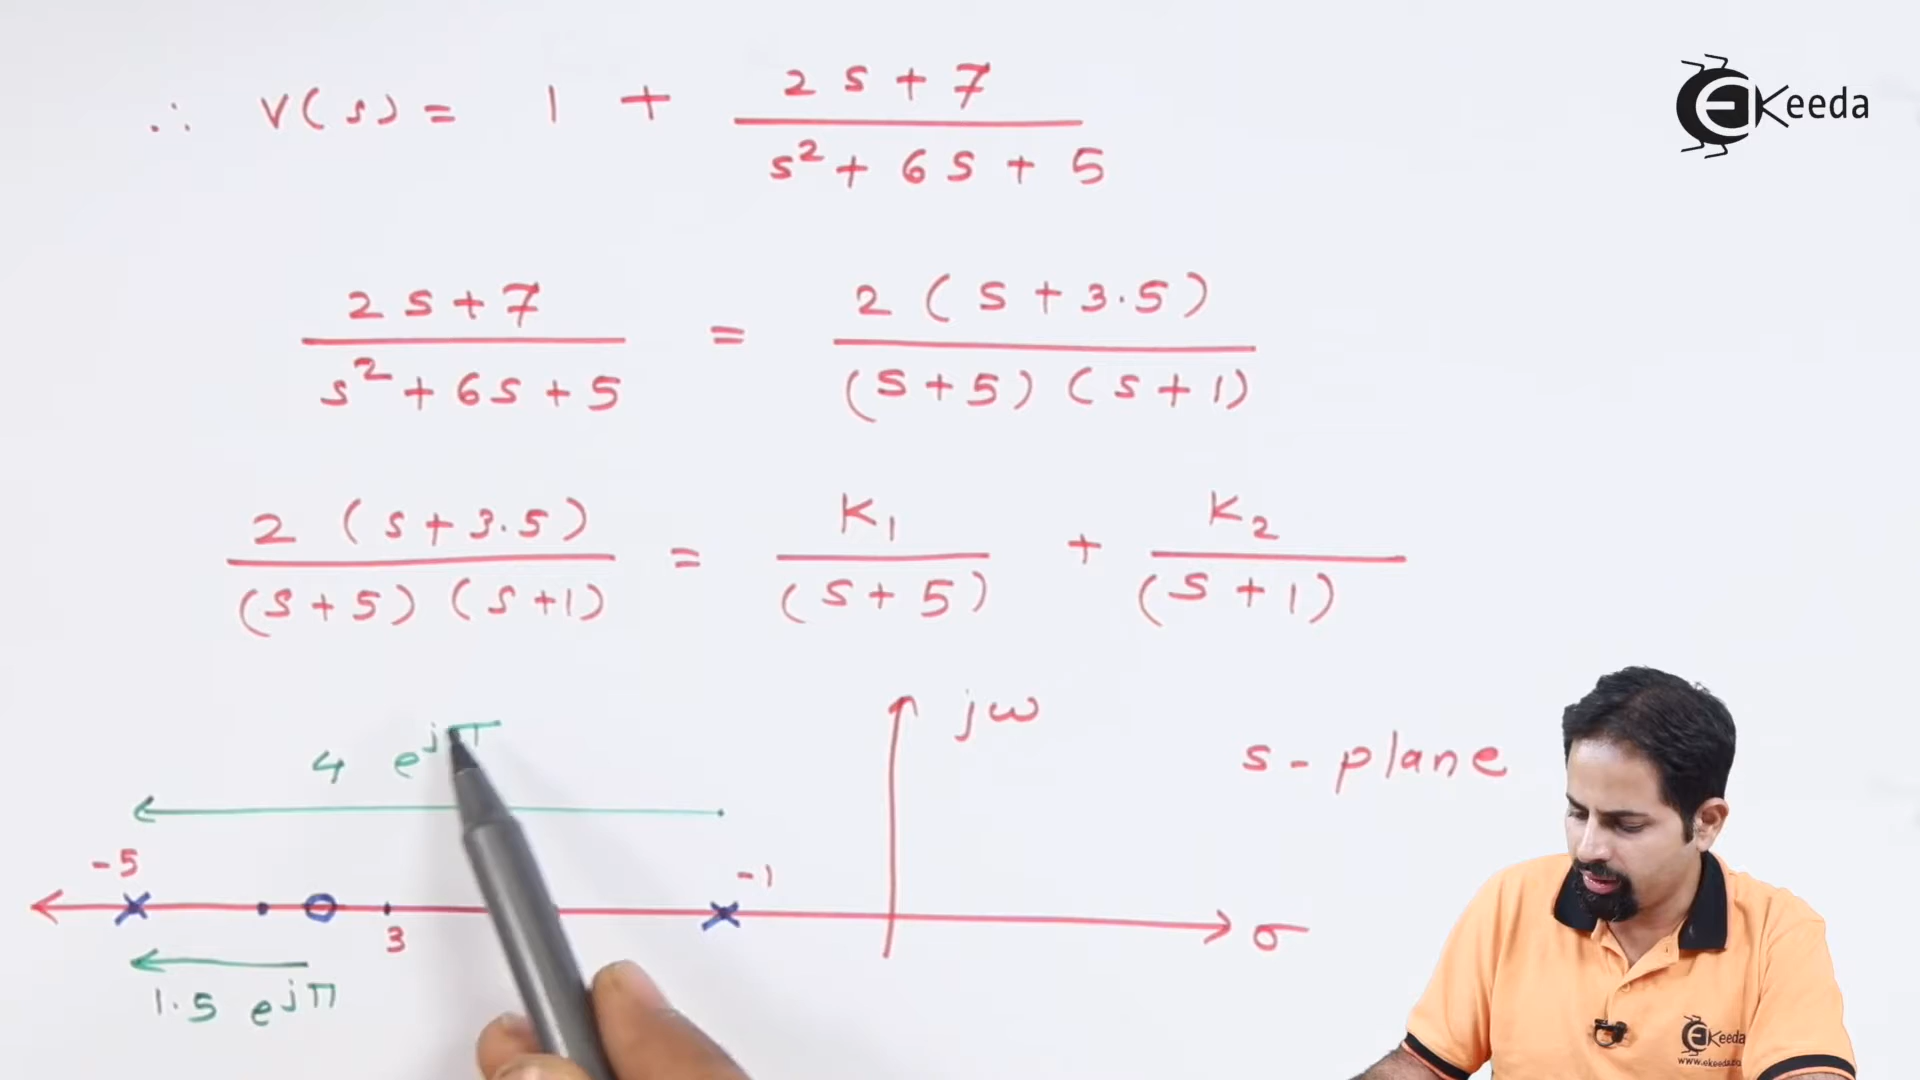 ∴ V(s) = 1 + (2s+7)/(s²+6s+5)
(2s+7)/(s²+6s+5) = 2(s+3.5)/((s+5)(s+1))
2(s+3.5)/((s+5)(s+1)) = K₁/(s+5) + K₂/(s+1)
4 e^jπ
jω
s-plane
-5
-1
3
σ
1.5 e^jπ
eKeeda
eKeeda